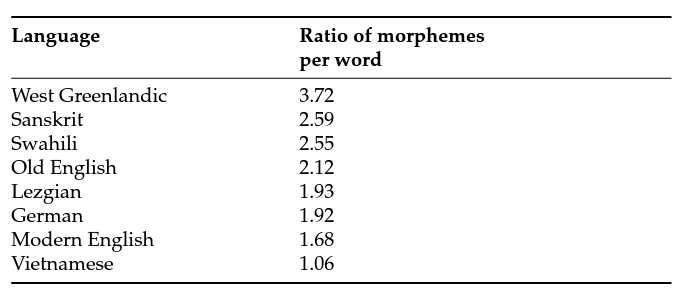 Language Ratio of morphemes
per word
West Greenlandic 3.72
Sanskrit 2.59
Swahili 2.55
Old English 2.12
Lezgian 1.93
German 1.92
Modern English 1.68
Vietnamese 1.06